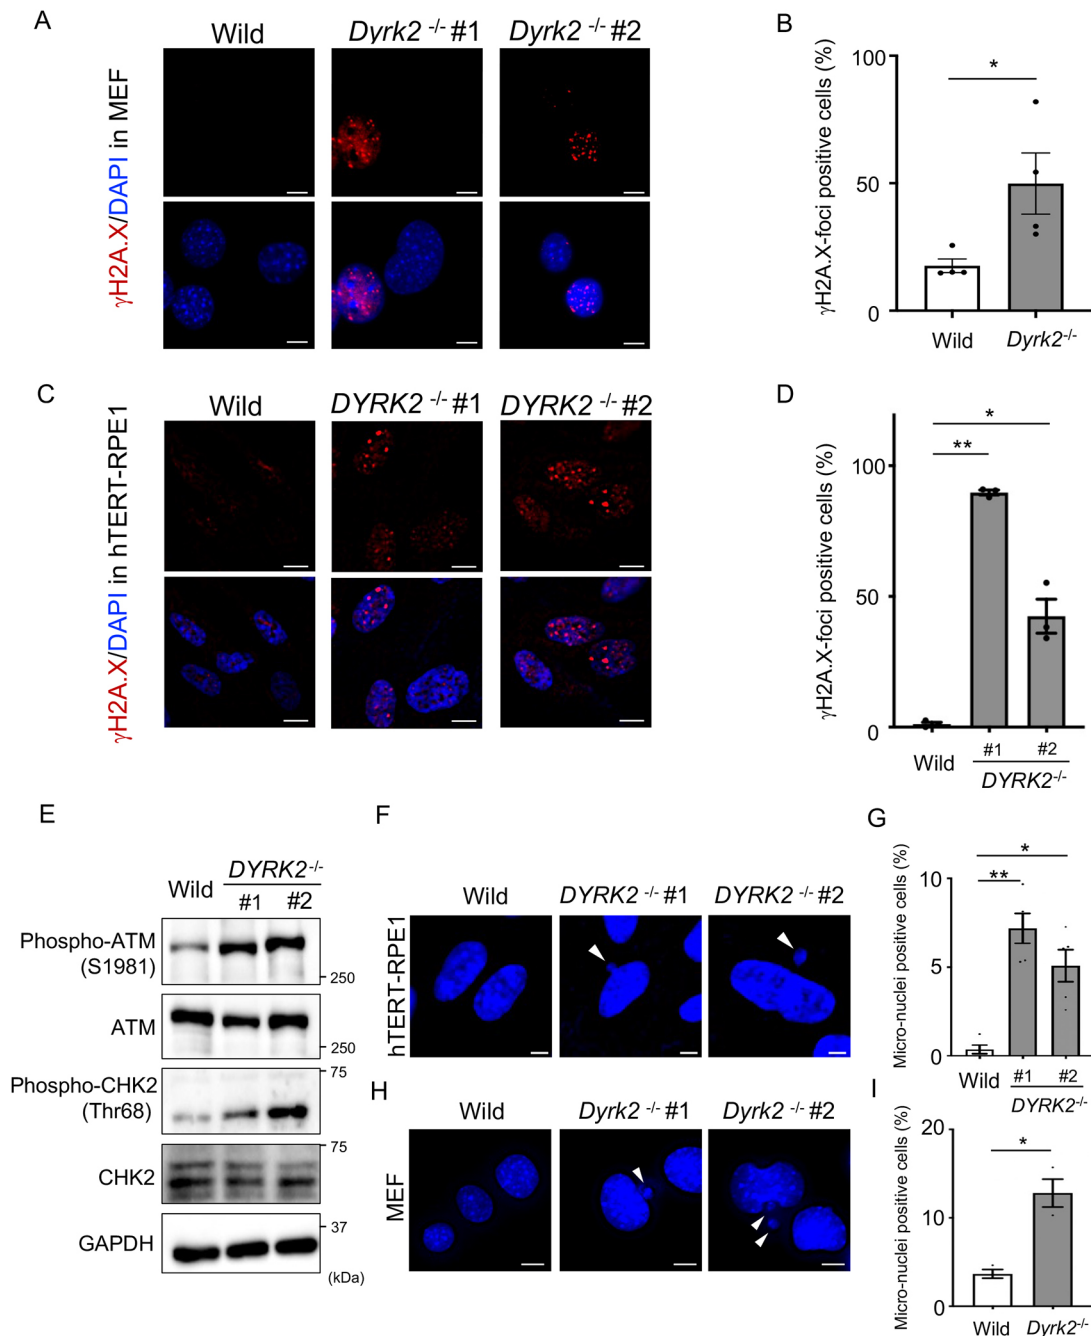 A
Wild
Dyrk2 -/- #1
Dyrk2 -/- #2
γH2A.X/DAPI in MEF
B
γH2A.X-foci positive cells (%)
100
50
0
*
Wild
Dyrk2-/-
C
Wild
DYRK2 -/- #1
DYRK2 -/- #2
γH2A.X/DAPI in hTERT-RPE1
D
γH2A.X-foci positive cells (%)
100
50
0
*
**
Wild
#1
#2
DYRK2-/-
E
DYRK2-/-
Wild
#1
#2
Phospho-ATM
(S1981)
250
ATM
250
75
Phospho-CHK2
(Thr68)
75
CHK2
37
GAPDH
(kDa)
F
Wild
DYRK2 -/- #1
DYRK2 -/- #2
hTERT-RPE1
G
Micro-nuclei positive cells (%)
10
5
0
*
**
Wild
#1
#2
DYRK2-/-
H
Wild
Dyrk2 -/- #1
Dyrk2 -/- #2
MEF
I
Micro-nuclei positive cells (%)
20
10
0
*
Wild
Dyrk2-/-